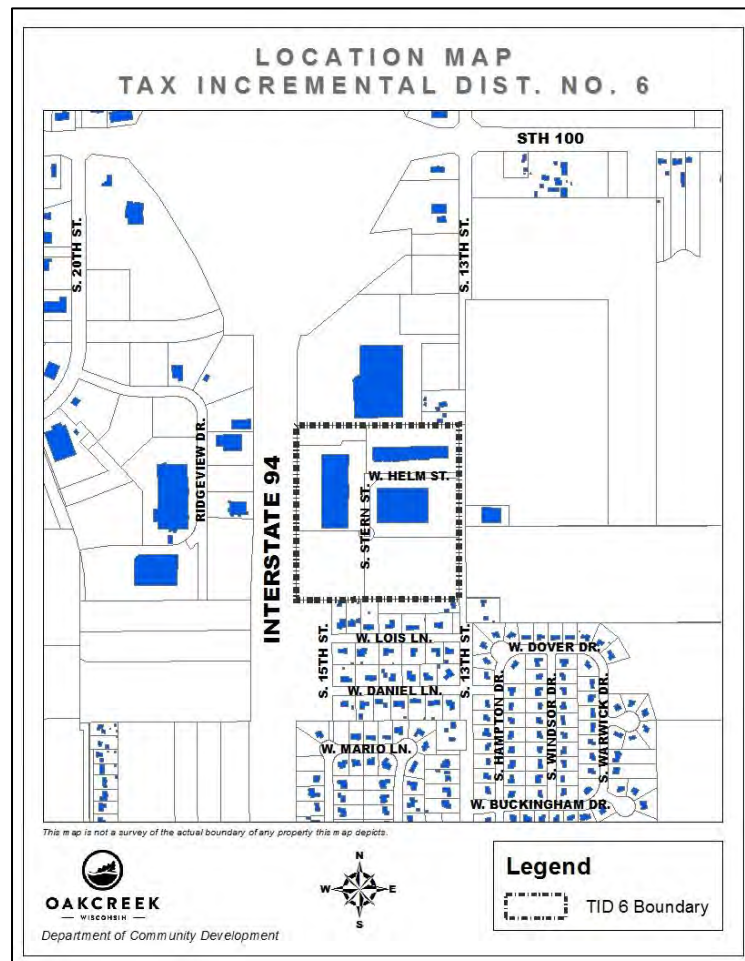 LOCATION MAP
TAX INCREMENTAL DIST. NO. 6
STH 100
S. 20TH ST.
S. 13TH ST.
RIDGEVIEW DR.
INTERSTATE 94
W. HELM ST.
S. STERN ST.
S. 15TH ST.
W. LOIS LN.
S. 13TH ST.
W. DOVER DR.
W. DANIEL LN.
S. HAMPTON DR.
S. WINDSOR DR.
S. WARWICK DR.
W. MARIO LN.
W. BUCKINGHAM DR.
This map is not a survey of the actual boundary of any property this map depicts.
OAKCREEK
WISCONSIN
Department of Community Development
N
W
E
S
Legend
TID 6 Boundary